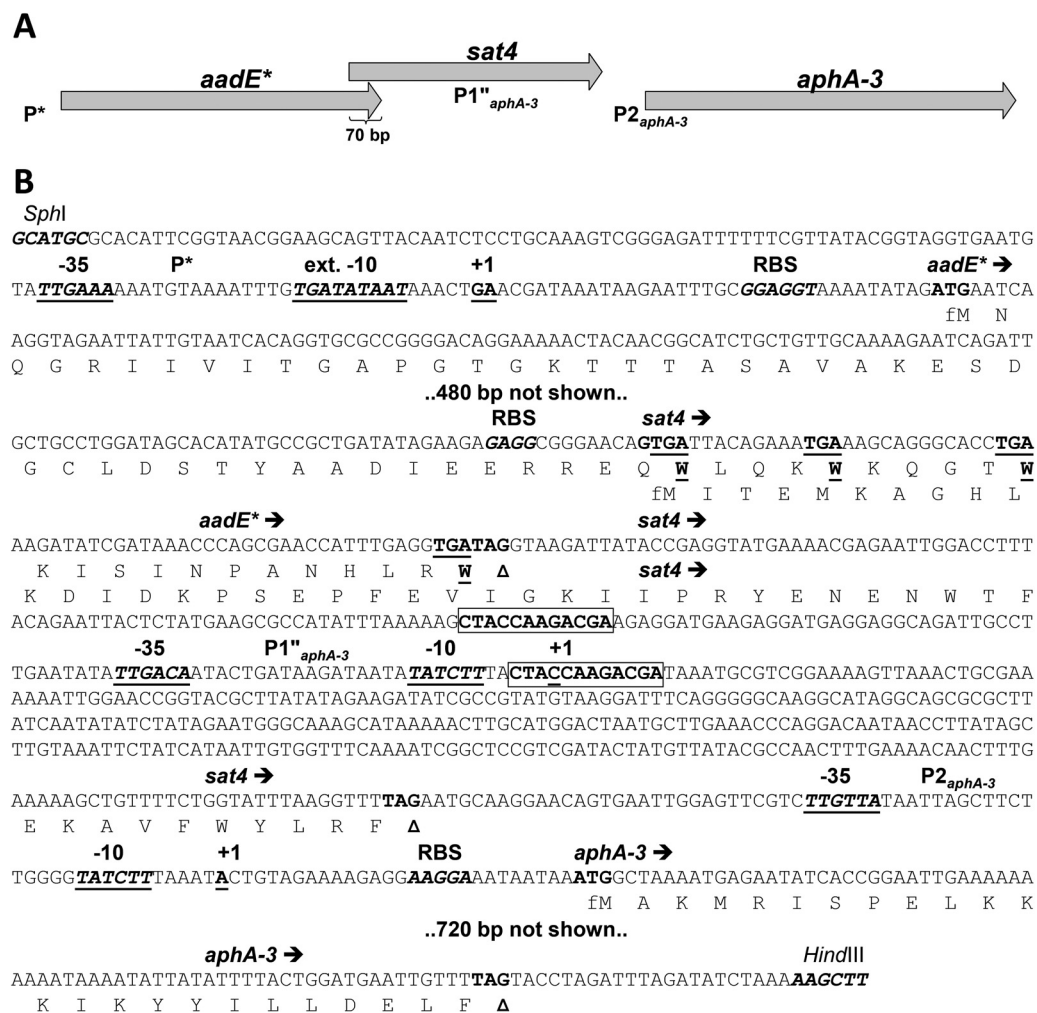 A
sat4
aadE*
aphA-3
P*
P1"aphA-3
P2aphA-3
70 bp
B
SphI
GCATGCGCACATTCGGTAACGGAAGCAGTTACAATCTCCTGCAAAGTCGGGAGATTTTTTCGTTATACGGTAGGTGAATG
-35 P* ext. -10 +1 RBS aadE* ➔
TATTGAAAAAATGTAAAATTTGTGATATAATAAACTGAACGATAAATAAGAATTTGCGGAGGTAAAATATAGATGAATCA
fM N
AGGTAGAATTATTGTAATCACAGGTGCGCCGGGGACAGGAAAAACTACAACGGCATCTGCTGTTGCAAAAGAATCAGATT
Q G R I I V I T G A P G T G K T T T A S A V A K E S D
..480 bp not shown..
RBS sat4 ➔
GCTGCCTGGATAGCACATATGCCGCTGATATAGAAGAGAGGCGGGAACAGTGATTACAGAAATGAAAGCAGGGCACCTGA
G C L D S T Y A A D I E E R R E Q W L Q K W K Q G T W
fM I T E M K A G H L
aadE* ➔ sat4 ➔
AAGATATCGATAAACCCAGCGAACCATTTGAGGTGATAGGTAAGATTATACCGAGGTATGAAAACGAGAATTGGACCTTT
K I S I N P A N H L R W Δ sat4 ➔
K D I D K P S E P F E V I G K I I P R Y E N E N W T F
ACAGAATTACTCTATGAAGCGCCATATTTAAAAAGCTACCAAGACGAAGAGGATGAAGAGGATGAGGAGGCAGATTGCCT
-35 P1"aphA-3 -10 +1
TGAATATATTGACAATACTGATAAGATAATATATCTTTTACTACCAAGACGATAAATGCGTCGGAAAAGTTAAACTGCGAA
AAAATTGGAACCGGTACGCTTATATAGAAGATATCGCCGTATGTAAGGATTTCAGGGGGCAAGGCATAGGCAGCGCGCTT
ATCAATATATCTATAGAATGGGCAAAGCATAAAAACTTGCATGGACTAATGCTTGAAACCCAGGACAATAACCTTATAGC
TTGTAAATTCTATCATAATTGTGGTTTCAAAATCGGCTCCGTCGATACTATGTTATACGCCAACTTTGAAAACAACTTTG
sat4 ➔ -35 P2aphA-3
AAAAAGCTGTTTTCTGGTATTTAAGGTTTTAGAATGCAAGGAACAGTGAATTGGAGTTCGTCTTGTTATAATTAGCTTCT
E K A V F W Y L R F Δ
-10 +1 RBS aphA-3 ➔
TGGGGTATCTTTAAATACTGTAGAAAAGAGGAAGGAAATAATAAATGGCTAAAATGAGAATATCACCGGAATTGAAAAAA
fM A K M R I S P E L K K
..720 bp not shown..
aphA-3 ➔ HindIII
AAAATAAAATATTATATTTTACTGGATGAATTGTTTTAGTACCTAGATTTAGATATCTAAAAAGCTT
K I K Y Y I L L D E L F Δ